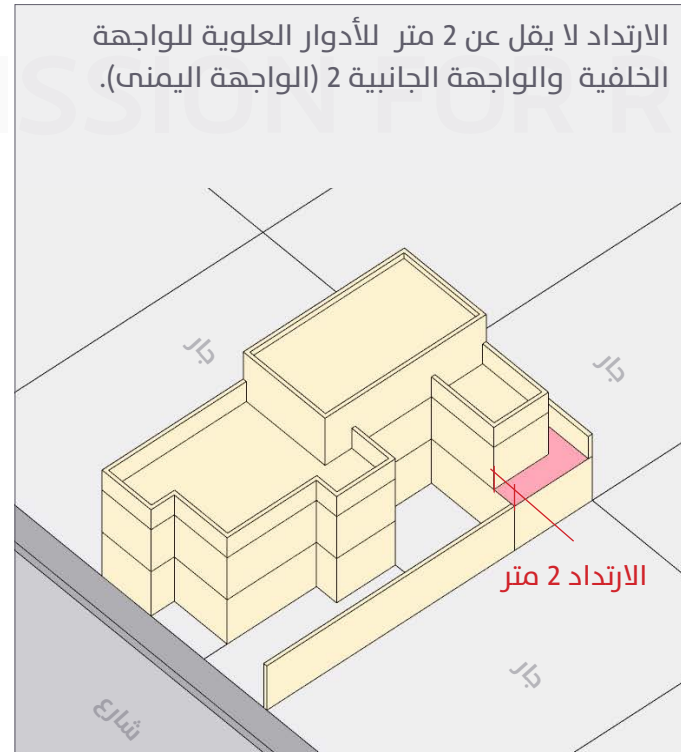 الارتداد لا يقل عن 2 متر للأدوار العلوية للواجهة
الخلفية والواجهة الجانبية 2 (الواجهة اليمنى).
جار
جار
الارتداد 2 متر
جار
شارع